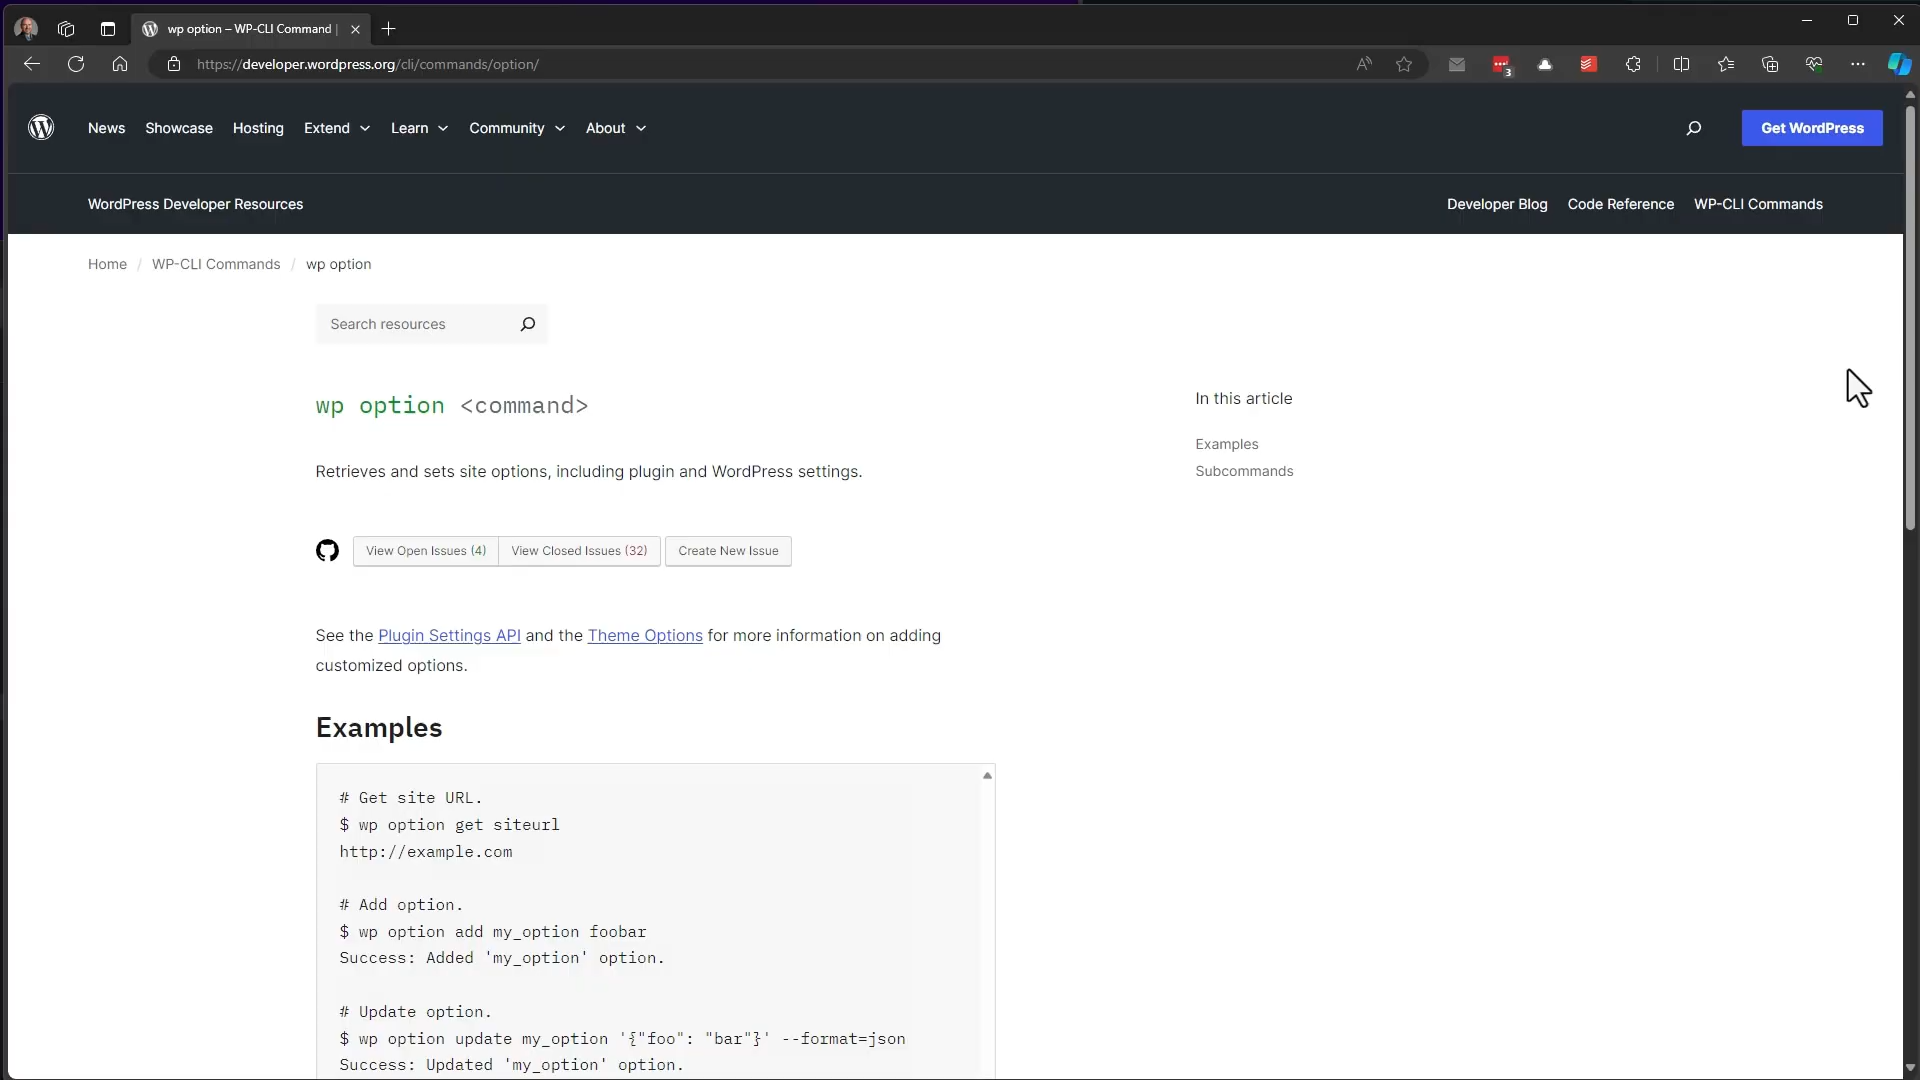 wp option – WP-CLI Command |
https://developer.wordpress.org/cli/commands/option/
3
News Showcase Hosting Extend Learn Community About
Get WordPress
WordPress Developer Resources
Developer Blog Code Reference WP-CLI Commands
Home / WP-CLI Commands / wp option
Search resources
wp option <command>
In this article
Examples
Subcommands
Retrieves and sets site options, including plugin and WordPress settings.
View Open Issues (4) View Closed Issues (32) Create New Issue
See the Plugin Settings API and the Theme Options for more information on adding
customized options.
Examples
# Get site URL.
$ wp option get siteurl
http://example.com
# Add option.
$ wp option add my_option foobar
Success: Added 'my_option' option.
# Update option.
$ wp option update my_option '{"foo": "bar"}' --format=json
Success: Updated 'my_option' option.